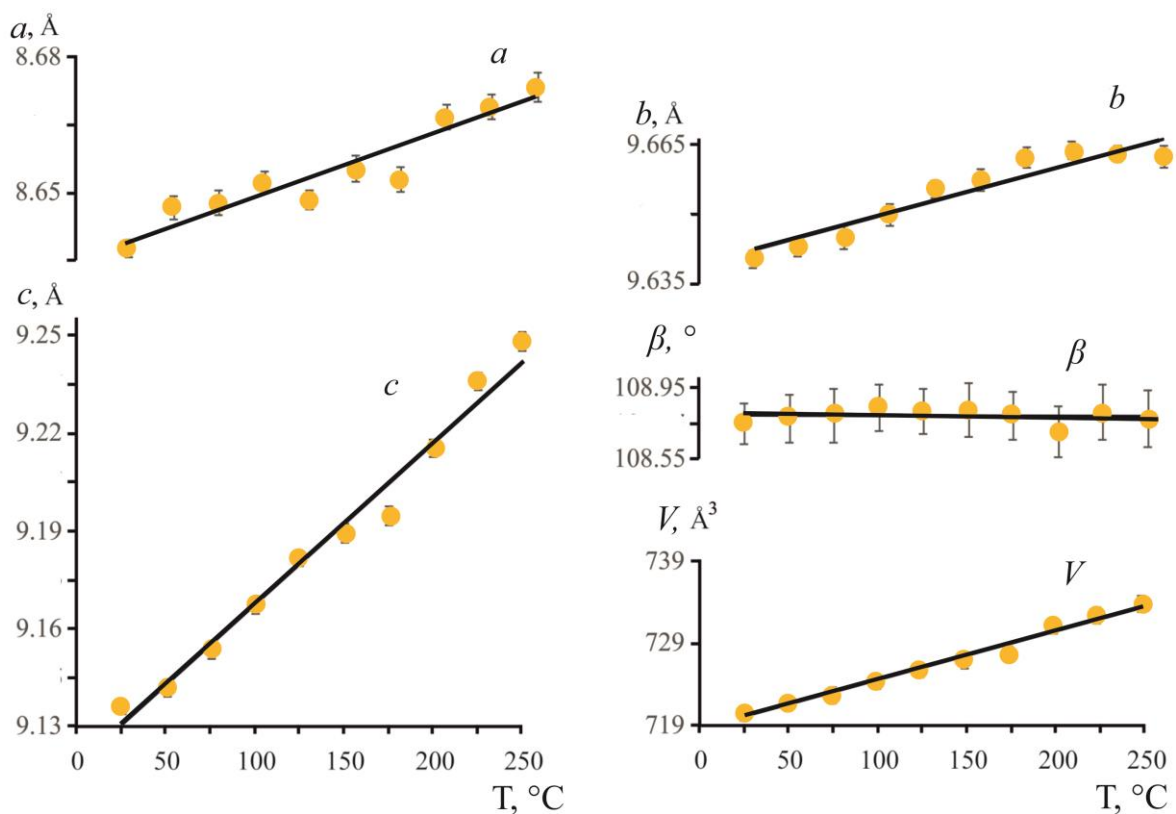 a, Å
a
8.68
8.65
c, Å
c
9.25
9.22
9.19
9.16
9.13
0 50 100 150 200 250
T, °C
b, Å
b
9.665
9.635
β, °
β
108.95
108.55
V, Å³
V
739
729
719
0 50 100 150 200 250
T, °C